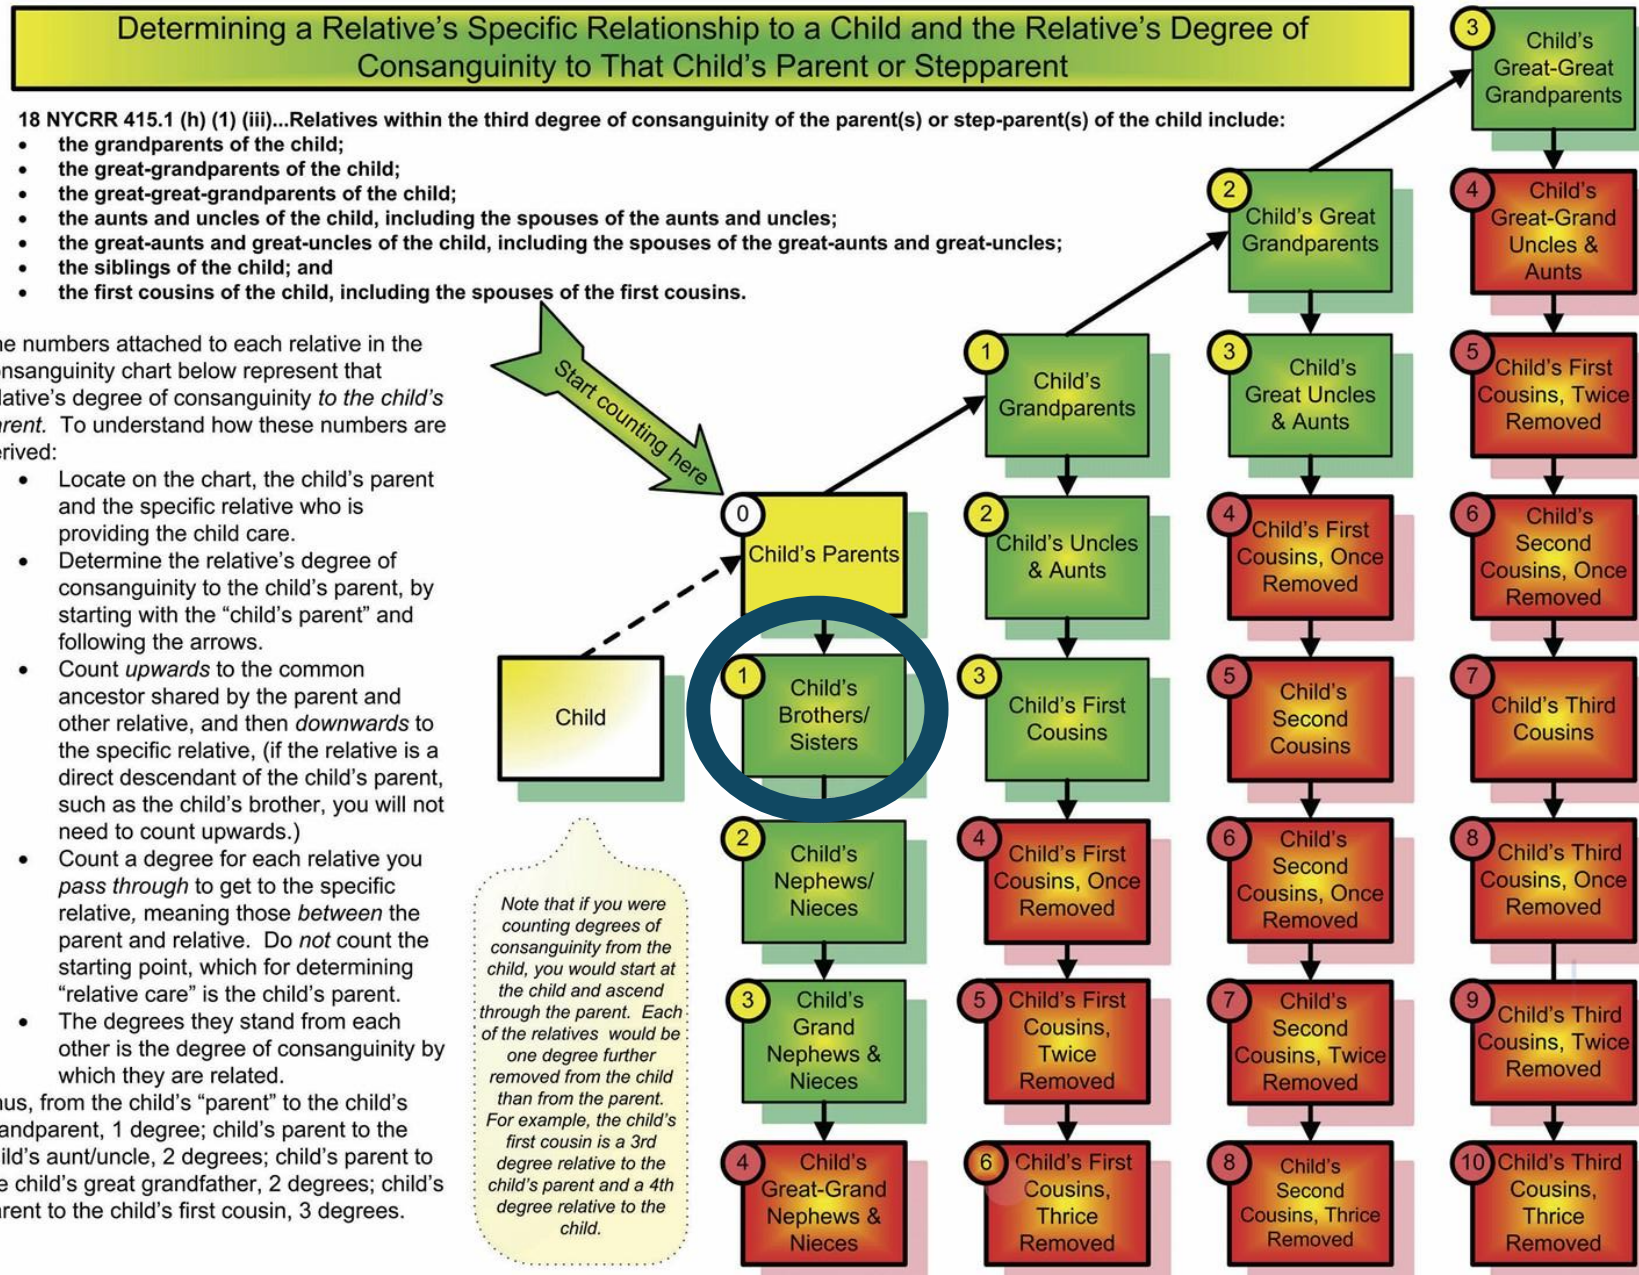 Determining a Relative's Specific Relationship to a Child and the Relative's Degree of
Consanguinity to That Child's Parent or Stepparent
18 NYCRR 415.1 (h) (1) (iii)...Relatives within the third degree of consanguinity of the parent(s) or step-parent(s) of the child include:
• the grandparents of the child;
• the great-grandparents of the child;
• the great-great-grandparents of the child;
• the aunts and uncles of the child, including the spouses of the aunts and uncles;
• the great-aunts and great-uncles of the child, including the spouses of the great-aunts and great-uncles;
• the siblings of the child; and
• the first cousins of the child, including the spouses of the first cousins.
numbers attached to each relative in the
chart below represent that
degree of consanguinity to the child's
To understand how these numbers are
• Locate on the chart, the child's parent
and the specific relative who is
providing the child care.
• Determine the relative's degree of
consanguinity to the child's parent, by
starting with the "child's parent" and
following the arrows.
• Count upwards to the common
ancestor shared by the parent and
other relative, and then downwards to
the specific relative, (if the relative is a
direct descendant of the child's parent,
such as the child's brother, you will not
need to count upwards.)
• Count a degree for each relative you
pass through to get to the specific
relative, meaning those between the
parent and relative. Do not count the
starting point, which for determining
"relative care" is the child's parent.
• The degrees they stand from each
other is the degree of consanguinity by
which they are related.
from the child's "parent" to the child's
1 degree; child's parent to the
aunt/uncle, 2 degrees; child's parent to
child's great grandfather, 2 degrees; child's
to the child's first cousin, 3 degrees.
Start counting here
Child
Note that if you were
counting degrees of
consanguinity from the
child, you would start at
the child and ascend
through the parent. Each
of the relatives would be
one degree further
removed from the child
than from the parent.
For example, the child's
first cousin is a 3rd
degree relative to the
child's parent and a 4th
degree relative to the
child.
0
Child's Parents
1
Child's
Brothers/
Sisters
2
Child's
Nephews/
Nieces
3
Child's
Grand
Nephews &
Nieces
4
Child's
Great-Grand
Nephews &
Nieces
1
Child's
Grandparents
2
Child's Uncles
& Aunts
3
Child's First
Cousins
4
Child's First
Cousins, Once
Removed
5
Child's First
Cousins,
Twice
Removed
6
Child's First
Cousins,
Thrice
Removed
2
Child's Great
Grandparents
3
Child's
Great Uncles
& Aunts
4
Child's First
Cousins, Once
Removed
5
Child's
Second
Cousins
6
Child's
Second
Cousins, Once
Removed
7
Child's
Second
Cousins, Twice
Removed
8
Child's
Second
Cousins, Thrice
Removed
3
Child's
Great-Great
Grandparents
4
Child's
Great-Grand
Uncles &
Aunts
5
Child's First
Cousins, Twice
Removed
6
Child's
Second
Cousins, Once
Removed
7
Child's Third
Cousins
8
Child's Third
Cousins, Once
Removed
9
Child's Third
Cousins, Twice
Removed
10
Child's Third
Cousins,
Thrice
Removed